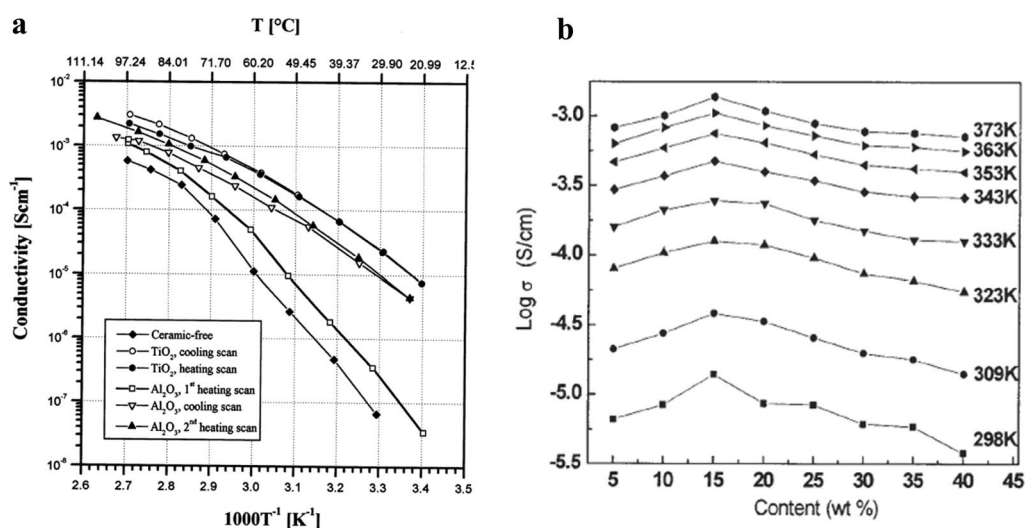 a
T [°C]
111.14 97.24 84.01 71.70 60.20 49.45 39.37 29.90 20.99 12.5
Conductivity [Scm⁻¹]
10⁻²
10⁻³
10⁻⁴
10⁻⁵
10⁻⁶
10⁻⁷
10⁻⁸
Ceramic-free
TiO₂, cooling scan
TiO₂, heating scan
Al₂O₃, 1ˢᵗ heating scan
Al₂O₃, cooling scan
Al₂O₃, 2ⁿᵈ heating scan
2.6 2.7 2.8 2.9 3.0 3.1 3.2 3.3 3.4 3.5
1000T⁻¹ [K⁻¹]
b
Log σ (S/cm)
-3.0
-3.5
-4.0
-4.5
-5.0
-5.5
373K
363K
353K
343K
333K
323K
309K
298K
5 10 15 20 25 30 35 40 45
Content (wt %)